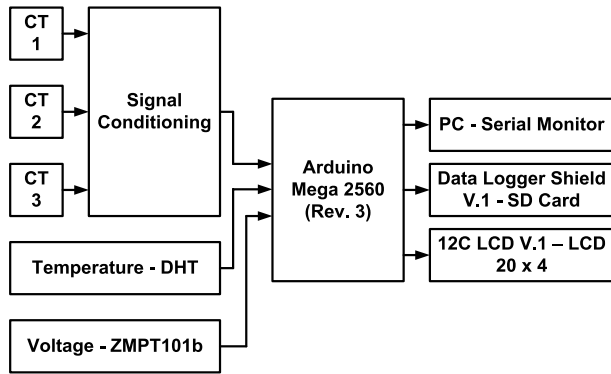 CT
1
CT
2
CT
3
Signal
Conditioning
Temperature - DHT
Voltage - ZMPT101b
Arduino
Mega 2560
(Rev. 3)
PC - Serial Monitor
Data Logger Shield
V.1 - SD Card
12C LCD V.1 – LCD
20 x 4